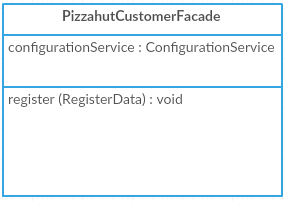 PizzahutCustomerFacade
configurationService : ConfigurationService
register (RegisterData) : void